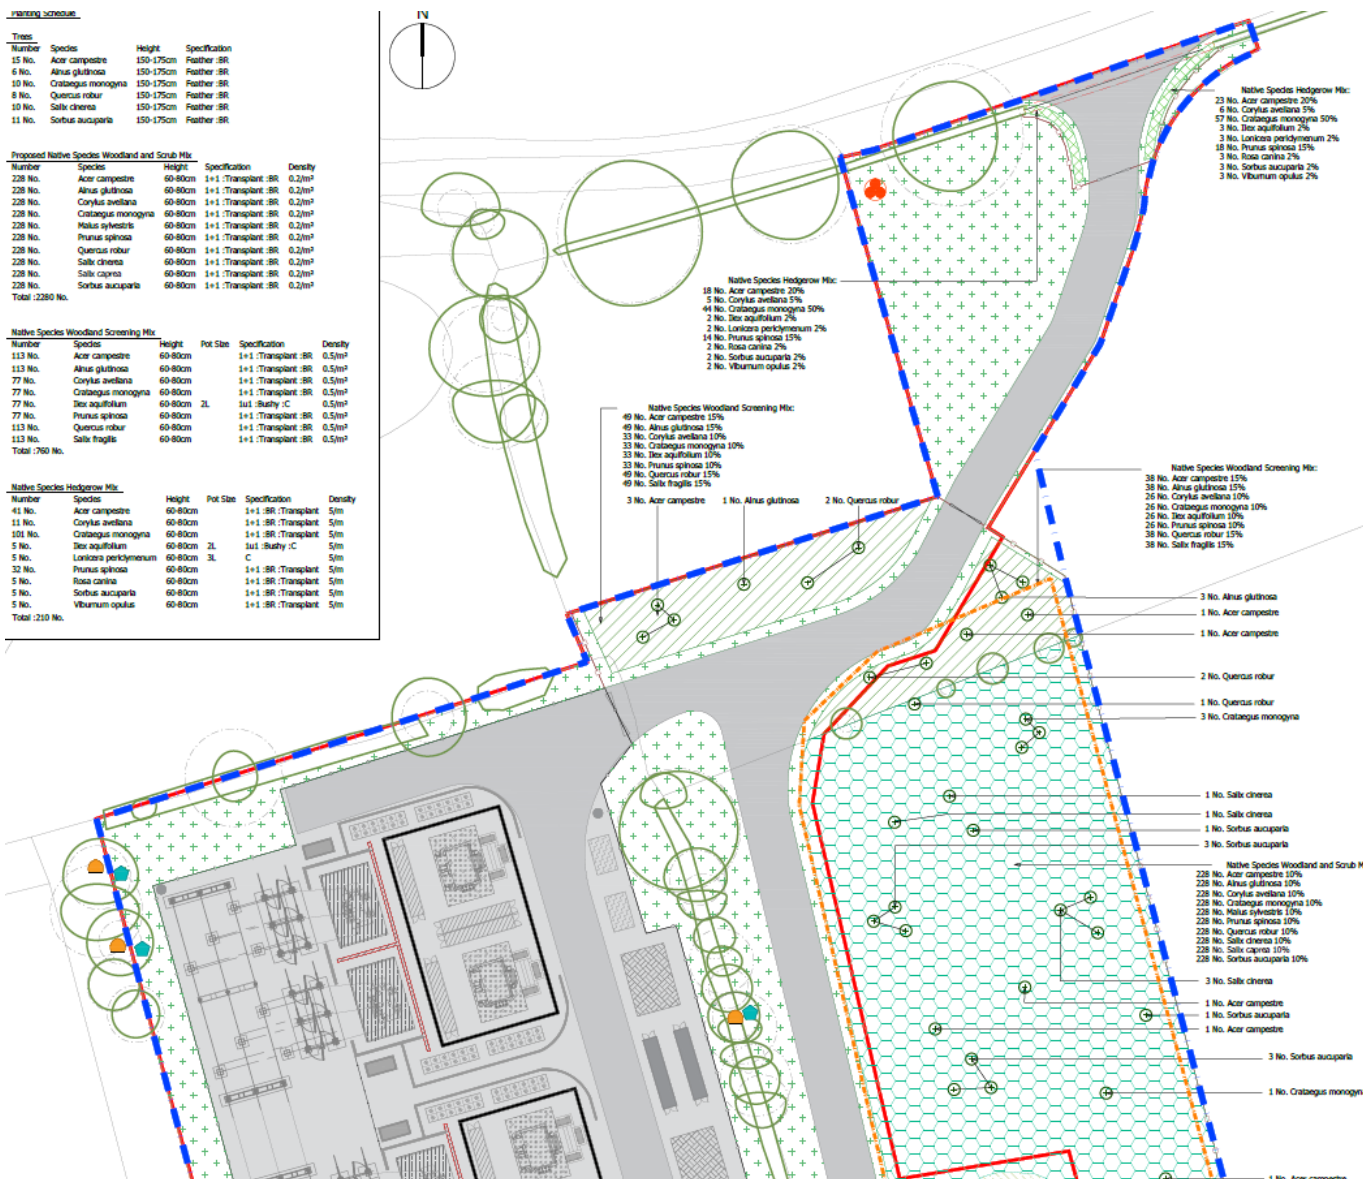 Planting Schedule
Trees
Number Species Height Specification
15 No. Acer campestre 150-175cm Feather :BR
6 No. Alnus glutinosa 150-175cm Feather :BR
10 No. Crataegus monogyna 150-175cm Feather :BR
8 No. Quercus robur 150-175cm Feather :BR
10 No. Salix cinerea 150-175cm Feather :BR
11 No. Sorbus aucuparia 150-175cm Feather :BR
Proposed Native Species Woodland and Scrub Mix
Number Species Height Specification Density
228 No. Acer campestre 60-80cm 1+1 :Transplant :BR 0.2/m²
228 No. Alnus glutinosa 60-80cm 1+1 :Transplant :BR 0.2/m²
228 No. Corylus avellana 60-80cm 1+1 :Transplant :BR 0.2/m²
228 No. Crataegus monogyna 60-80cm 1+1 :Transplant :BR 0.2/m²
228 No. Malus sylvestris 60-80cm 1+1 :Transplant :BR 0.2/m²
228 No. Prunus spinosa 60-80cm 1+1 :Transplant :BR 0.2/m²
228 No. Quercus robur 60-80cm 1+1 :Transplant :BR 0.2/m²
228 No. Salix cinerea 60-80cm 1+1 :Transplant :BR 0.2/m²
228 No. Salix caprea 60-80cm 1+1 :Transplant :BR 0.2/m²
228 No. Sorbus aucuparia 60-80cm 1+1 :Transplant :BR 0.2/m²
Total :2280 No.
Native Species Woodland Screening Mix
Number Species Height Pot Size Specification Density
113 No. Acer campestre 60-80cm 1+1 :Transplant :BR 0.5/m²
113 No. Alnus glutinosa 60-80cm 1+1 :Transplant :BR 0.5/m²
77 No. Corylus avellana 60-80cm 1+1 :Transplant :BR 0.5/m²
77 No. Crataegus monogyna 60-80cm 1+1 :Transplant :BR 0.5/m²
77 No. Ilex aquifolium 60-80cm 2L 1u1 :Bushy :C 0.5/m²
77 No. Prunus spinosa 60-80cm 1+1 :Transplant :BR 0.5/m²
113 No. Quercus robur 60-80cm 1+1 :Transplant :BR 0.5/m²
113 No. Salix fragilis 60-80cm 1+1 :Transplant :BR 0.5/m²
Total :760 No.
Native Species Hedgerow Mix
Number Species Height Pot Size Specification Density
41 No. Acer campestre 60-80cm 1+1 :BR :Transplant 5/m
11 No. Corylus avellana 60-80cm 1+1 :BR :Transplant 5/m
101 No. Crataegus monogyna 60-80cm 1+1 :BR :Transplant 5/m
5 No. Ilex aquifolium 60-80cm 2L 1u1 :Bushy :C 5/m
5 No. Lonicera periclymenum 60-80cm 3L C 5/m
32 No. Prunus spinosa 60-80cm 1+1 :BR :Transplant 5/m
5 No. Rosa canina 60-80cm 1+1 :BR :Transplant 5/m
5 No. Sorbus aucuparia 60-80cm 1+1 :BR :Transplant 5/m
5 No. Viburnum opulus 60-80cm 1+1 :BR :Transplant 5/m
Total :210 No.
N
Native Species Hedgerow Mix:
23 No. Acer campestre 20%
6 No. Corylus avellana 5%
57 No. Crataegus monogyna 50%
3 No. Ilex aquifolium 2%
3 No. Lonicera periclymenum 2%
18 No. Prunus spinosa 15%
3 No. Rosa canina 2%
3 No. Sorbus aucuparia 2%
3 No. Viburnum opulus 2%
Native Species Hedgerow Mix:
18 No. Acer campestre 20%
5 No. Corylus avellana 5%
44 No. Crataegus monogyna 50%
2 No. Ilex aquifolium 2%
2 No. Lonicera periclymenum 2%
14 No. Prunus spinosa 15%
2 No. Rosa canina 2%
2 No. Sorbus aucuparia 2%
2 No. Viburnum opulus 2%
Native Species Woodland Screening Mix:
49 No. Acer campestre 15%
49 No. Alnus glutinosa 15%
33 No. Corylus avellana 10%
33 No. Crataegus monogyna 10%
33 No. Ilex aquifolium 10%
33 No. Prunus spinosa 10%
49 No. Quercus robur 15%
49 No. Salix fragilis 15%
3 No. Acer campestre 1 No. Alnus glutinosa 2 No. Quercus robur
Native Species Woodland Screening Mix:
38 No. Acer campestre 15%
38 No. Alnus glutinosa 15%
26 No. Corylus avellana 10%
26 No. Crataegus monogyna 10%
26 No. Ilex aquifolium 10%
26 No. Prunus spinosa 10%
38 No. Quercus robur 15%
38 No. Salix fragilis 15%
3 No. Alnus glutinosa
1 No. Acer campestre
1 No. Acer campestre
2 No. Quercus robur
1 No. Quercus robur
3 No. Crataegus monogyna
1 No. Salix cinerea
1 No. Salix cinerea
1 No. Sorbus aucuparia
3 No. Sorbus aucuparia
Native Species Woodland and Scrub M
228 No. Acer campestre 10%
228 No. Alnus glutinosa 10%
228 No. Corylus avellana 10%
228 No. Crataegus monogyna 10%
228 No. Malus sylvestris 10%
228 No. Prunus spinosa 10%
228 No. Quercus robur 10%
228 No. Salix cinerea 10%
228 No. Salix caprea 10%
228 No. Sorbus aucuparia 10%
3 No. Salix cinerea
1 No. Acer campestre
1 No. Sorbus aucuparia
1 No. Acer campestre
3 No. Sorbus aucuparia
1 No. Crataegus monogyn
1 No. Acer campestre